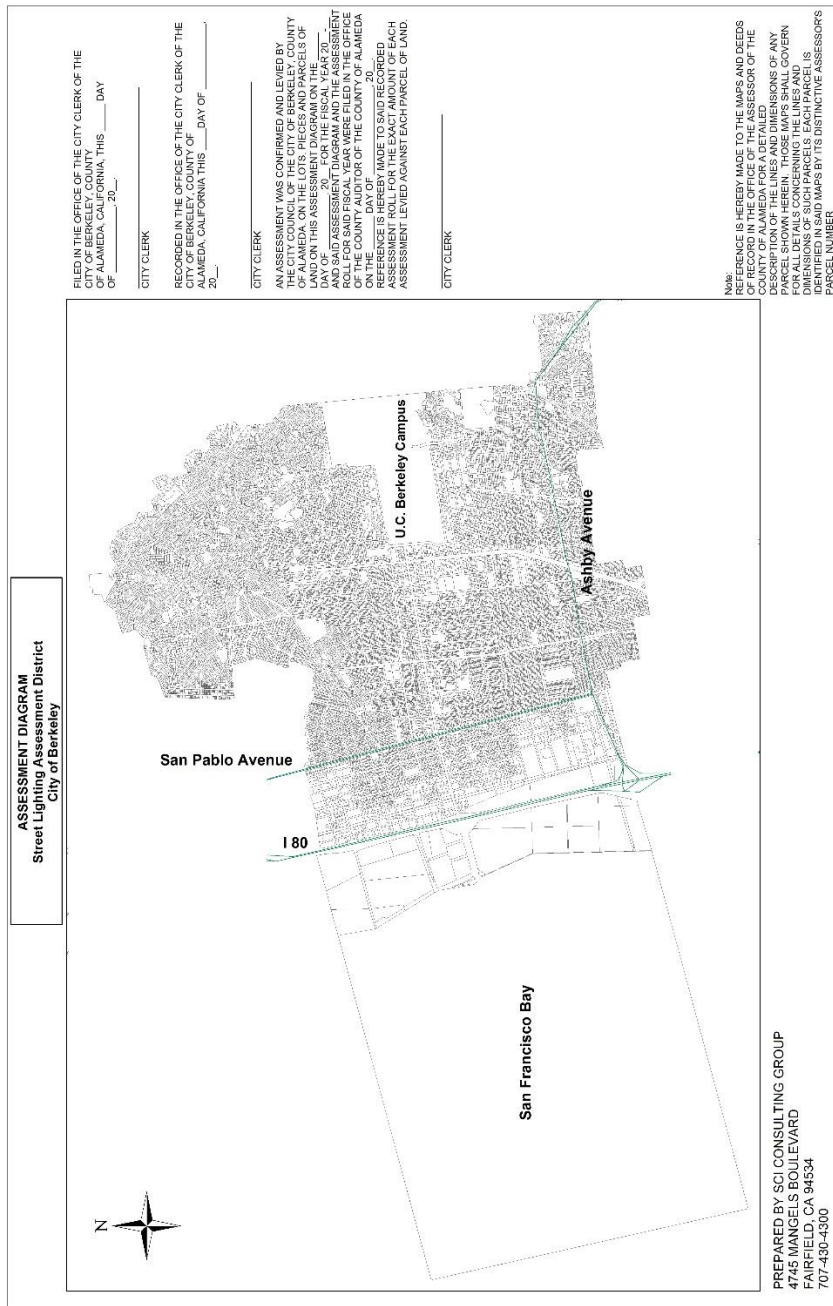 ASSESSMENT DIAGRAM
Street Lighting Assessment District
City of Berkeley
N
San Pablo Avenue
I 80
U.C. Berkeley Campus
Ashby Avenue
San Francisco Bay
FILED IN THE OFFICE OF THE CITY CLERK OF THE
CITY OF BERKELEY, COUNTY
OF ALAMEDA, CALIFORNIA, THIS ____ DAY
OF ________, 20__.
CITY CLERK
RECORDED IN THE OFFICE OF THE CITY CLERK OF THE
CITY OF BERKELEY, COUNTY OF
ALAMEDA, CALIFORNIA THIS ____ DAY OF ________,
20__.
CITY CLERK
AN ASSESSMENT WAS CONFIRMED AND LEVIED BY
THE CITY COUNCIL OF THE CITY OF BERKELEY, COUNTY
OF ALAMEDA, ON THE LOTS, PIECES AND PARCELS OF
LAND ON THIS ASSESSMENT DIAGRAM ON THE ____
DAY OF ________, 20__ FOR THE FISCAL YEAR 20__-__
AND SAID ASSESSMENT DIAGRAM AND THE ASSESSMENT
ROLL FOR SAID FISCAL YEAR WERE FILED IN THE OFFICE
OF THE COUNTY AUDITOR OF THE COUNTY OF ALAMEDA
ON THE ____ DAY OF ________, 20__.
REFERENCE IS HEREBY MADE TO SAID RECORDED
ASSESSMENT ROLL FOR THE EXACT AMOUNT OF EACH
ASSESSMENT LEVIED AGAINST EACH PARCEL OF LAND.
CITY CLERK
Note:
REFERENCE IS HEREBY MADE TO THE MAPS AND DEEDS
OF RECORD IN THE OFFICE OF THE ASSESSOR OF THE
COUNTY OF ALAMEDA FOR A DETAILED
DESCRIPTION OF THE LINES AND DIMENSIONS OF ANY
PARCEL SHOWN HEREIN. THOSE MAPS SHALL GOVERN
FOR ALL DETAILS CONCERNING THE LINES AND
DIMENSIONS OF SUCH PARCELS. EACH PARCEL IS
IDENTIFIED IN SAID MAPS BY ITS DISTINCTIVE ASSESSOR'S
PARCEL NUMBER
PREPARED BY SCI CONSULTING GROUP
4745 MANGELS BOULEVARD
FAIRFIELD, CA 94534
707-430-4300